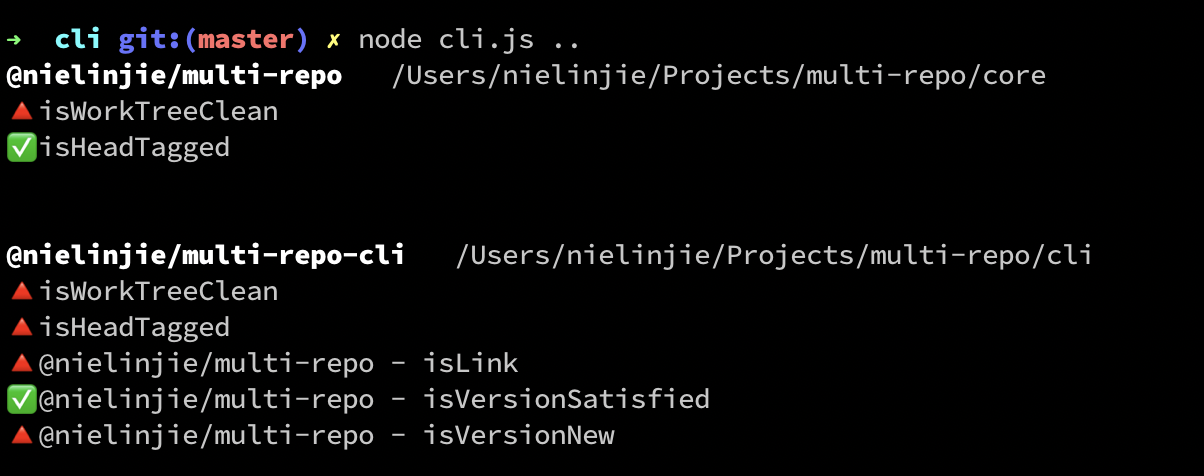 ➜  cli git:(master) ✗ node cli.js ..
@nielinjie/multi-repo   /Users/nielinjie/Projects/multi-repo/core
🔺isWorkTreeClean
✅isHeadTagged
@nielinjie/multi-repo-cli   /Users/nielinjie/Projects/multi-repo/cli
🔺isWorkTreeClean
🔺isHeadTagged
🔺@nielinjie/multi-repo - isLink
✅@nielinjie/multi-repo - isVersionSatisfied
🔺@nielinjie/multi-repo - isVersionNew